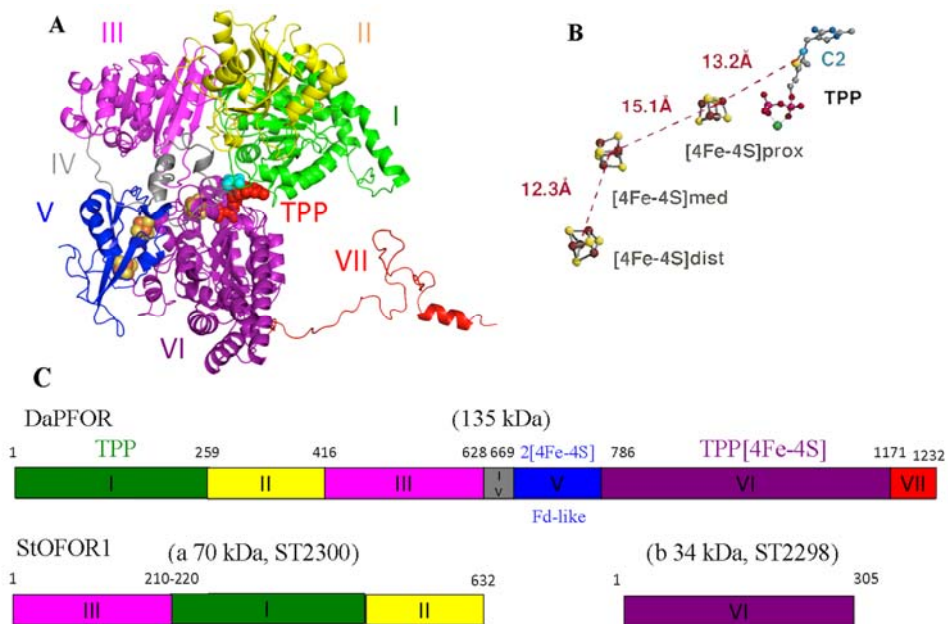 A
III
II
I
IV
V
TPP
VII
VI
B
13.2Å
C2
TPP
15.1Å
[4Fe-4S]prox
12.3Å
[4Fe-4S]med
[4Fe-4S]dist
C
DaPFOR
(135 kDa)
1 TPP 259 416 628 669 2[4Fe-4S] 786 TPP[4Fe-4S] 1171 1232
I II III I V V VI VII
Fd-like
StOFOR1 (a 70 kDa, ST2300) (b 34 kDa, ST2298)
1 210-220 632 1 305
III I II VI